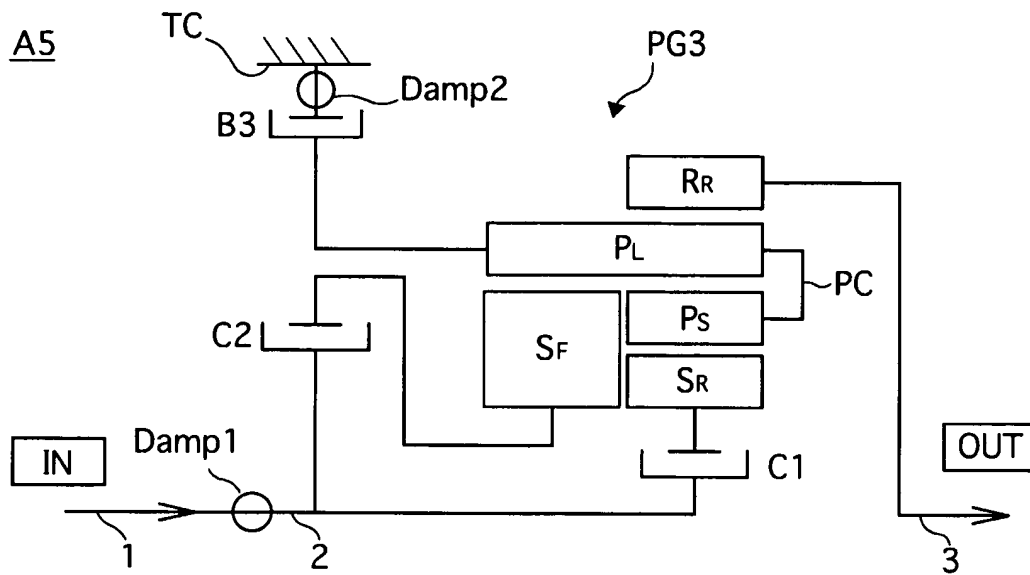 A5
TC
PG3
Damp2
B3
RR
PL
PC
C2
SF
PS
SR
Damp1
IN
C1
OUT
1
2
3